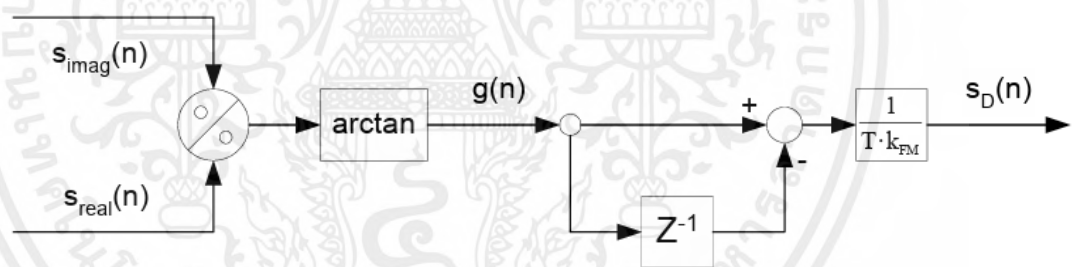 s_imag(n)
s_real(n)
arctan
g(n)
+
-
Z^-1
1
T·k_FM
s_D(n)